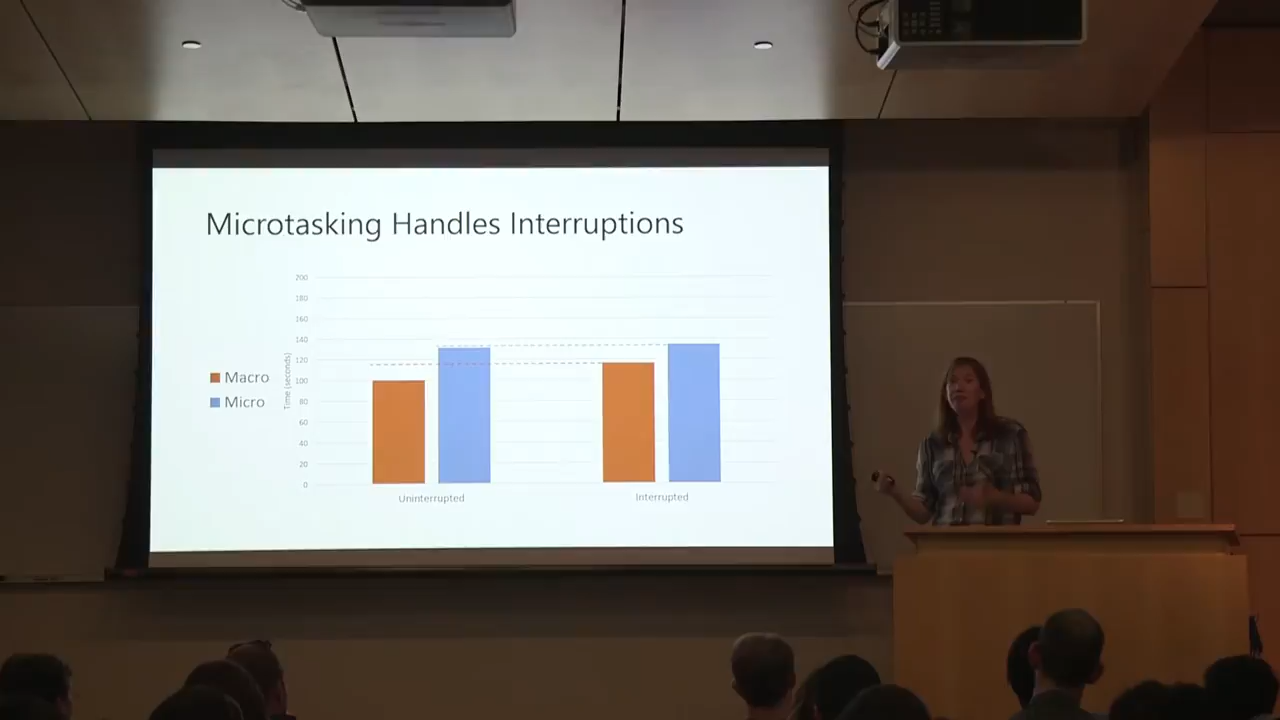 Microtasking Handles Interruptions
200
180
160
140
120
100
80
60
40
20
0
Time (seconds)
Macro
Micro
Uninterrupted
Interrupted